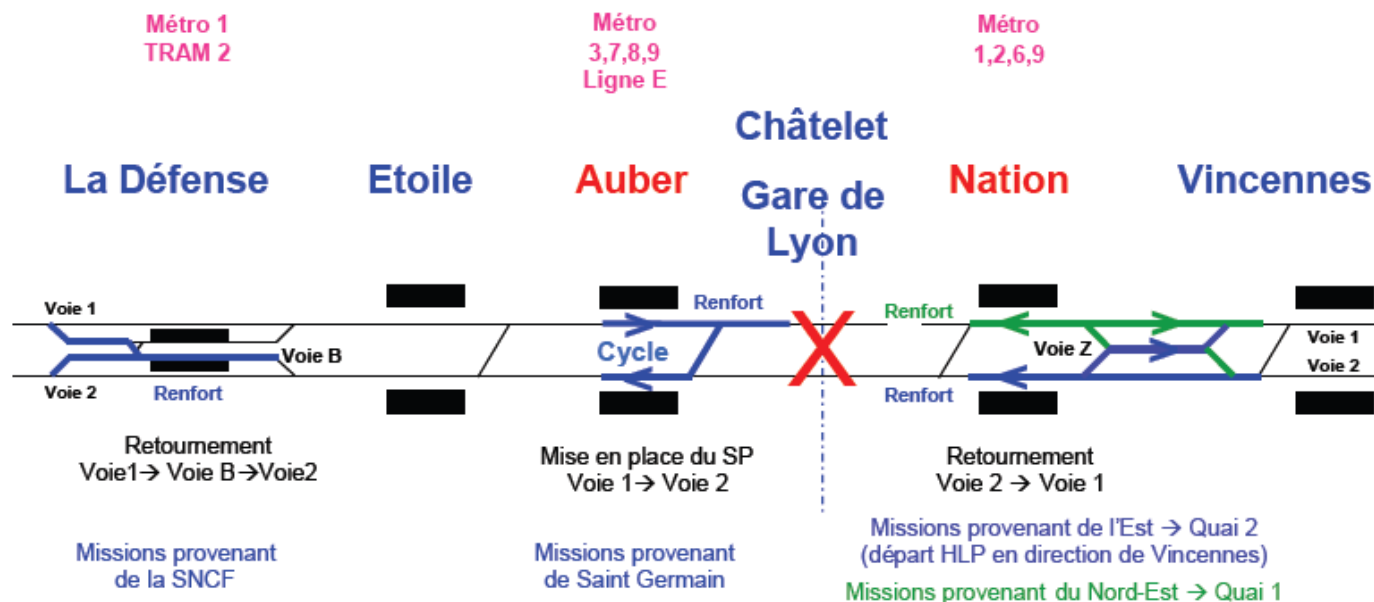 Métro 1
TRAM 2
Métro
3,7,8,9
Ligne E
Métro
1,2,6,9
Châtelet
La Défense
Etoile
Auber
Gare de
Lyon
Nation
Vincennes
Voie 1
Voie B
Voie 2
Renfort
Renfort
Cycle
Renfort
Renfort
Voie Z
Voie 1
Voie 2
Retournement
Voie1→ Voie B →Voie2
Mise en place du SP
Voie 1→ Voie 2
Retournement
Voie 2 → Voie 1
Missions provenant
de la SNCF
Missions provenant
de Saint Germain
Missions provenant de l'Est → Quai 2
(départ HLP en direction de Vincennes)
Missions provenant du Nord-Est → Quai 1